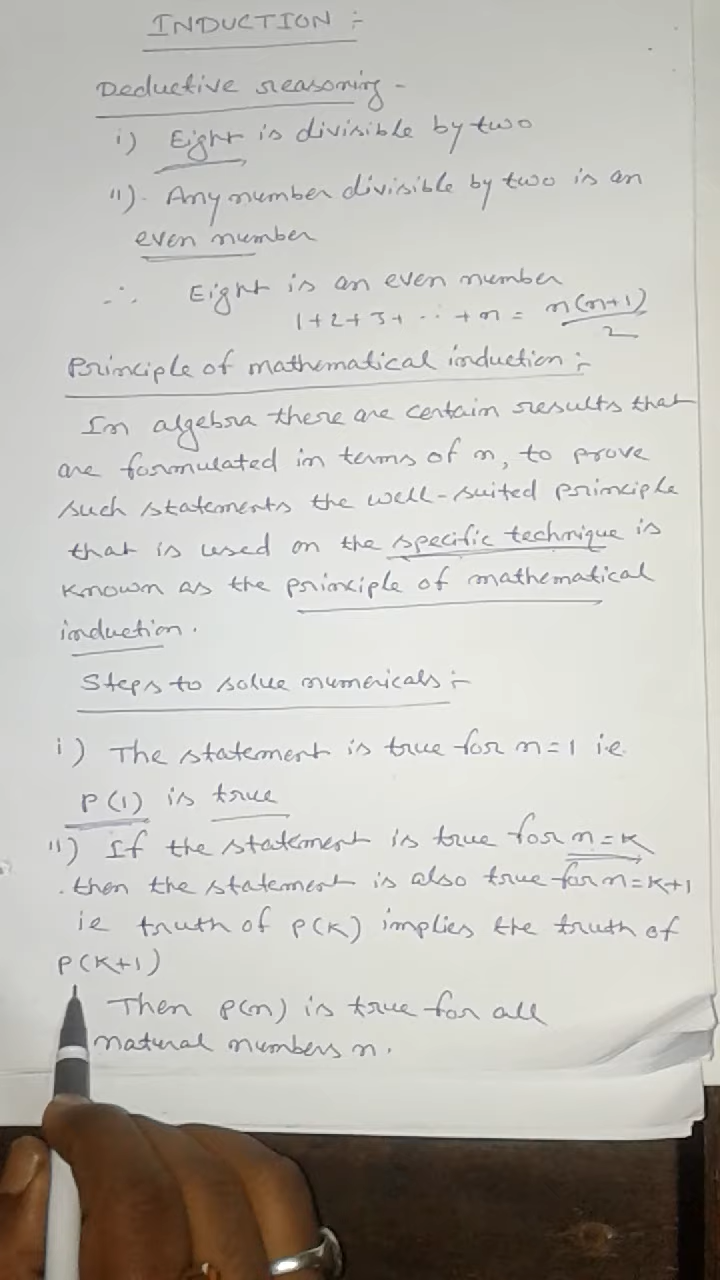 INDUCTION :-
Deductive reasoning -
i) Eight is divisible by two
ii). Any number divisible by two is an
even number
∴ Eight is an even number
1+2+3+ ... +n = n(n+1)/2
Principle of mathematical induction :-
In algebra there are certain results that
are formulated in terms of n, to prove
such statements the well-suited principle
that is used on the specific technique is
known as the principle of mathematical
induction.
Steps to solve numericals :-
i) The statement is true for n=1 i.e.
P(1) is true
ii) If the statement is true for n=k
. then the statement is also true for n=k+1
ie truth of P(k) implies the truth of
P(k+1)
Then P(n) is true for all
natural numbers n.